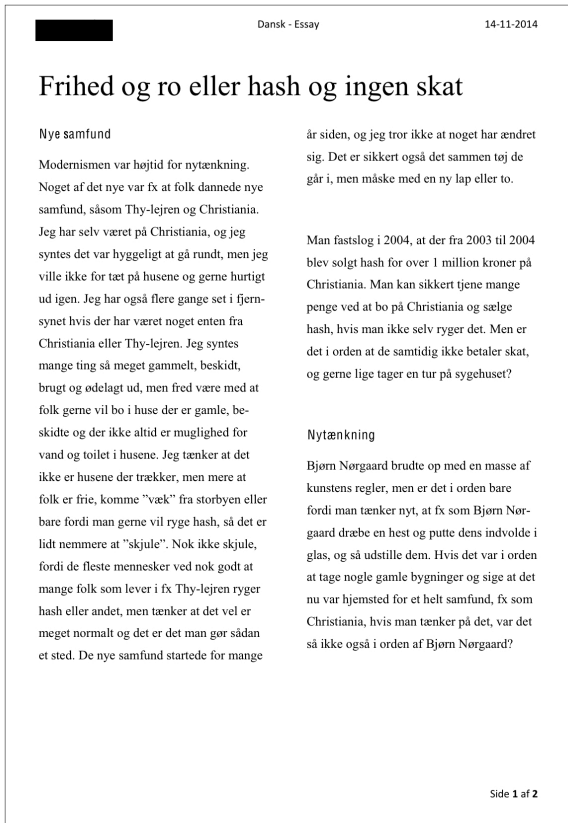 Dansk - Essay
14-11-2014
Frihed og ro eller hash og ingen skat
Nye samfund
Modernismen var højtid for nytænkning.
Noget af det nye var fx at folk dannede nye
samfund, såsom Thy-lejren og Christiania.
Jeg har selv været på Christiania, og jeg
syntes det var hyggeligt at gå rundt, men jeg
ville ikke for tæt på husene og gerne hurtigt
ud igen. Jeg har også flere gange set i fjern-
synet hvis der har været noget enten fra
Christiania eller Thy-lejren. Jeg syntes
mange ting så meget gammelt, beskidt,
brugt og ødelagt ud, men fred være med at
folk gerne vil bo i huse der er gamle, be-
skidte og der ikke altid er muglighed for
vand og toilet i husene. Jeg tænker at det
ikke er husene der trækker, men mere at
folk er frie, komme ”væk” fra storbyen eller
bare fordi man gerne vil ryge hash, så det er
lidt nemmere at ”skjule”. Nok ikke skjule,
fordi de fleste mennesker ved nok godt at
mange folk som lever i fx Thy-lejren ryger
hash eller andet, men tænker at det vel er
meget normalt og det er det man gør sådan
et sted. De nye samfund startede for mange
år siden, og jeg tror ikke at noget har ændret
sig. Det er sikkert også det sammen tøj de
går i, men måske med en ny lap eller to.
Man fastslog i 2004, at der fra 2003 til 2004
blev solgt hash for over 1 million kroner på
Christiania. Man kan sikkert tjene mange
penge ved at bo på Christiania og sælge
hash, hvis man ikke selv ryger det. Men er
det i orden at de samtidig ikke betaler skat,
og gerne lige tager en tur på sygehuset?
Nytænkning
Bjørn Nørgaard brudte op med en masse af
kunstens regler, men er det i orden bare
fordi man tænker nyt, at fx som Bjørn Nør-
gaard dræbe en hest og putte dens indvolde i
glas, og så udstille dem. Hvis det var i orden
at tage nogle gamle bygninger og sige at det
nu var hjemsted for et helt samfund, fx som
Christiania, hvis man tænker på det, var det
så ikke også i orden af Bjørn Nørgaard?
Side 1 af 2